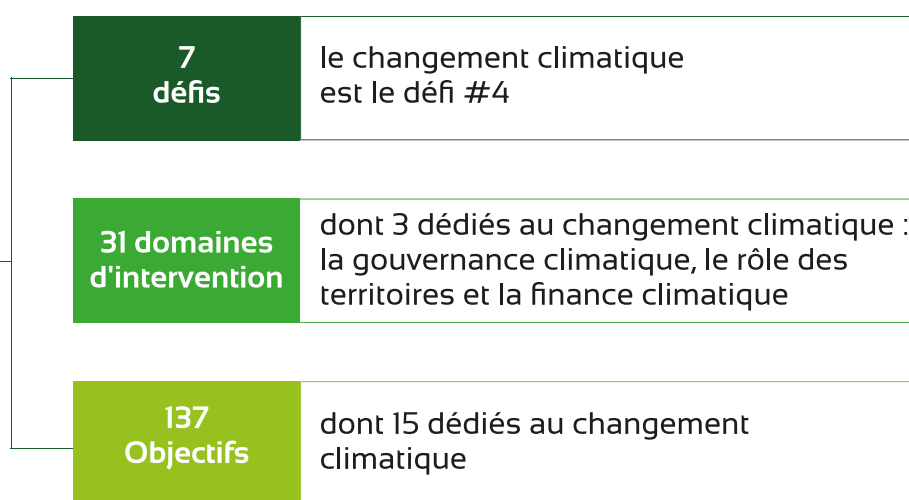 7
défis
le changement climatique
est le défi #4
31 domaines
d'intervention
dont 3 dédiés au changement climatique :
la gouvernance climatique, le rôle des
territoires et la finance climatique
137
Objectifs
dont 15 dédiés au changement
climatique